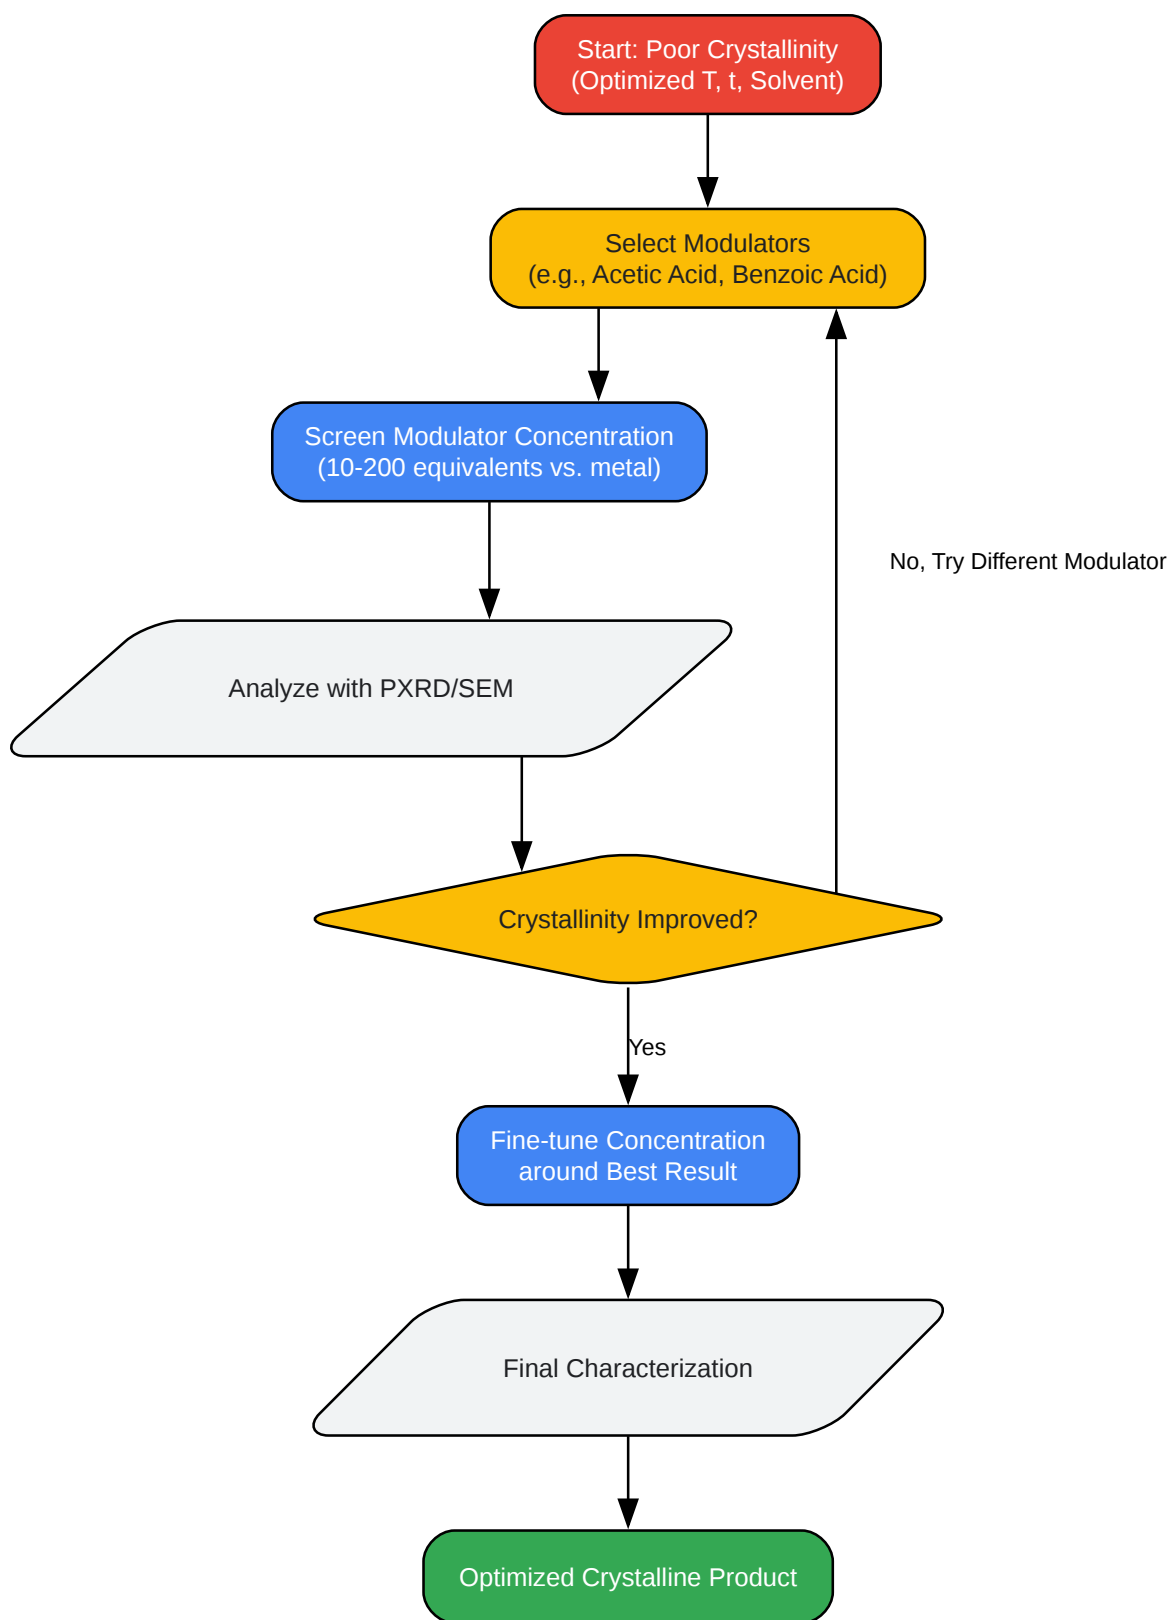 Start: Poor Crystallinity
(Optimized T, t, Solvent)
Select Modulators
(e.g., Acetic Acid, Benzoic Acid)
Screen Modulator Concentration
(10-200 equivalents vs. metal)
No, Try Different Modulator
Analyze with PXRD/SEM
Crystallinity Improved?
Yes
Fine-tune Concentration
around Best Result
Final Characterization
Optimized Crystalline Product